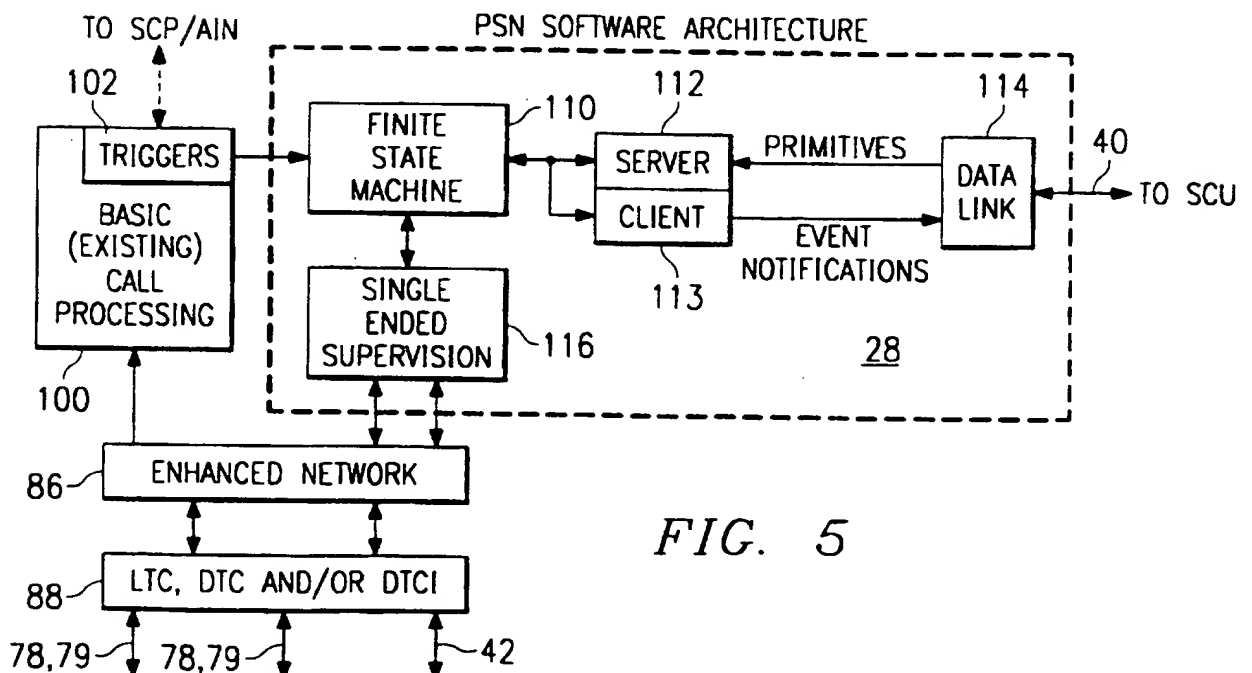 TO SCP/AIN
PSN SOFTWARE ARCHITECTURE
102
TRIGGERS
BASIC
(EXISTING)
CALL
PROCESSING
100
110
FINITE
STATE
MACHINE
112
SERVER
CLIENT
113
PRIMITIVES
EVENT
NOTIFICATIONS
114
DATA
LINK
40
TO SCU
SINGLE
ENDED
SUPERVISION
116
28
ENHANCED NETWORK
86
LTC, DTC AND/OR DTCI
88
78,79
78,79
42
FIG. 5